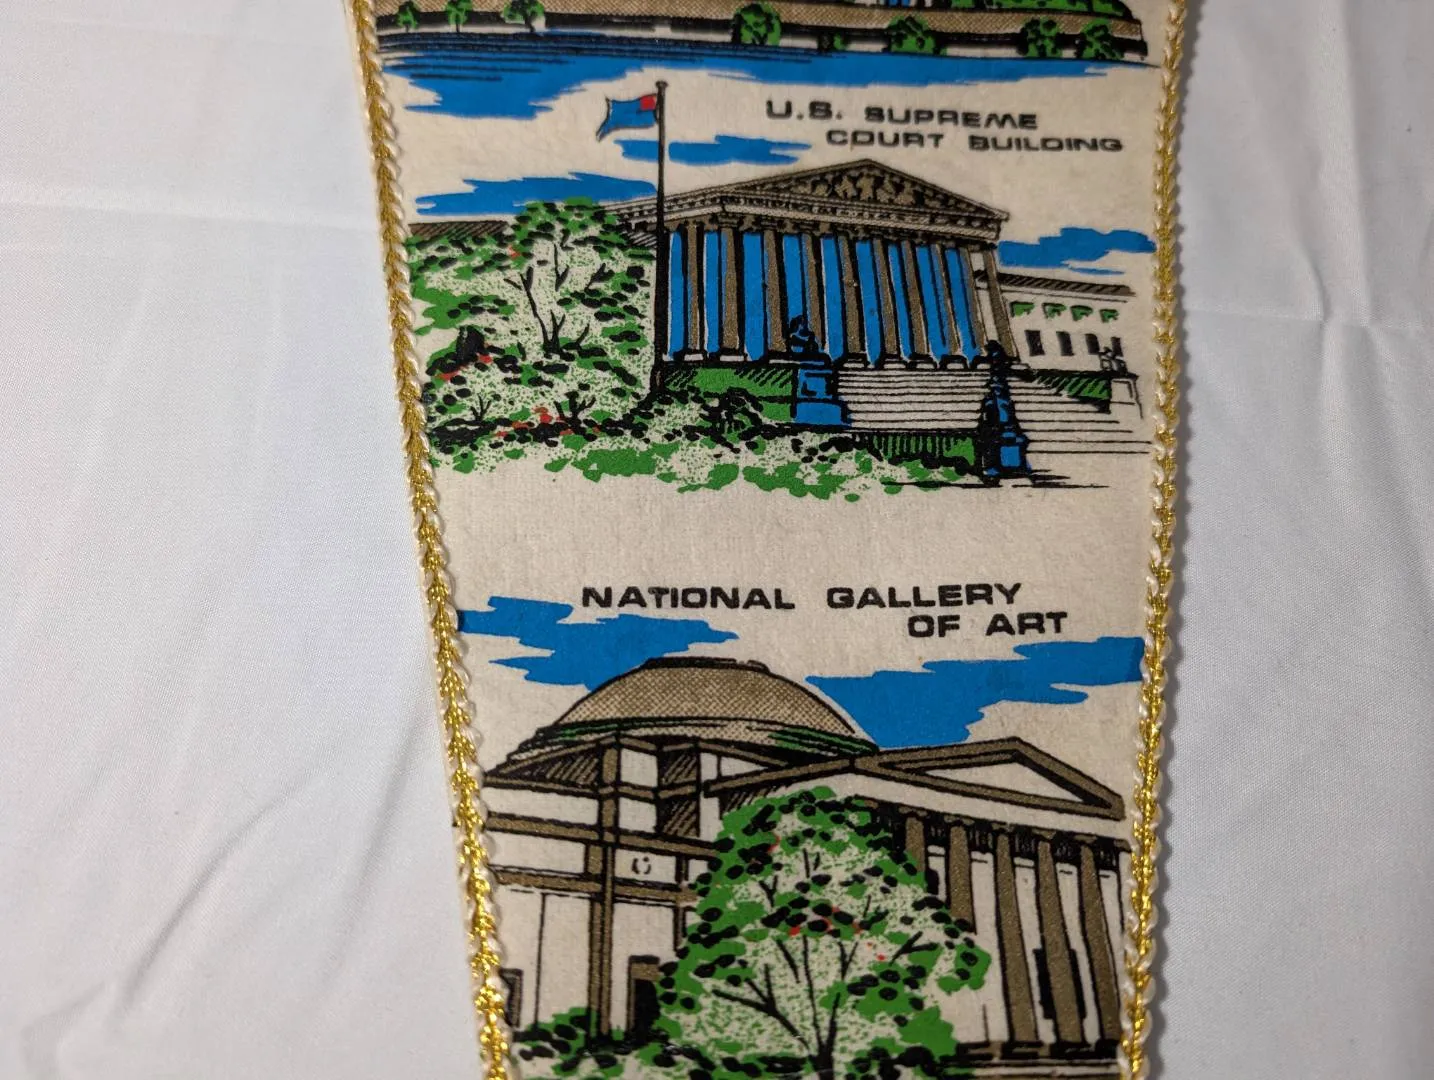 U.S. SUPREME
COURT BUILDING
NATIONAL GALLERY
OF ART